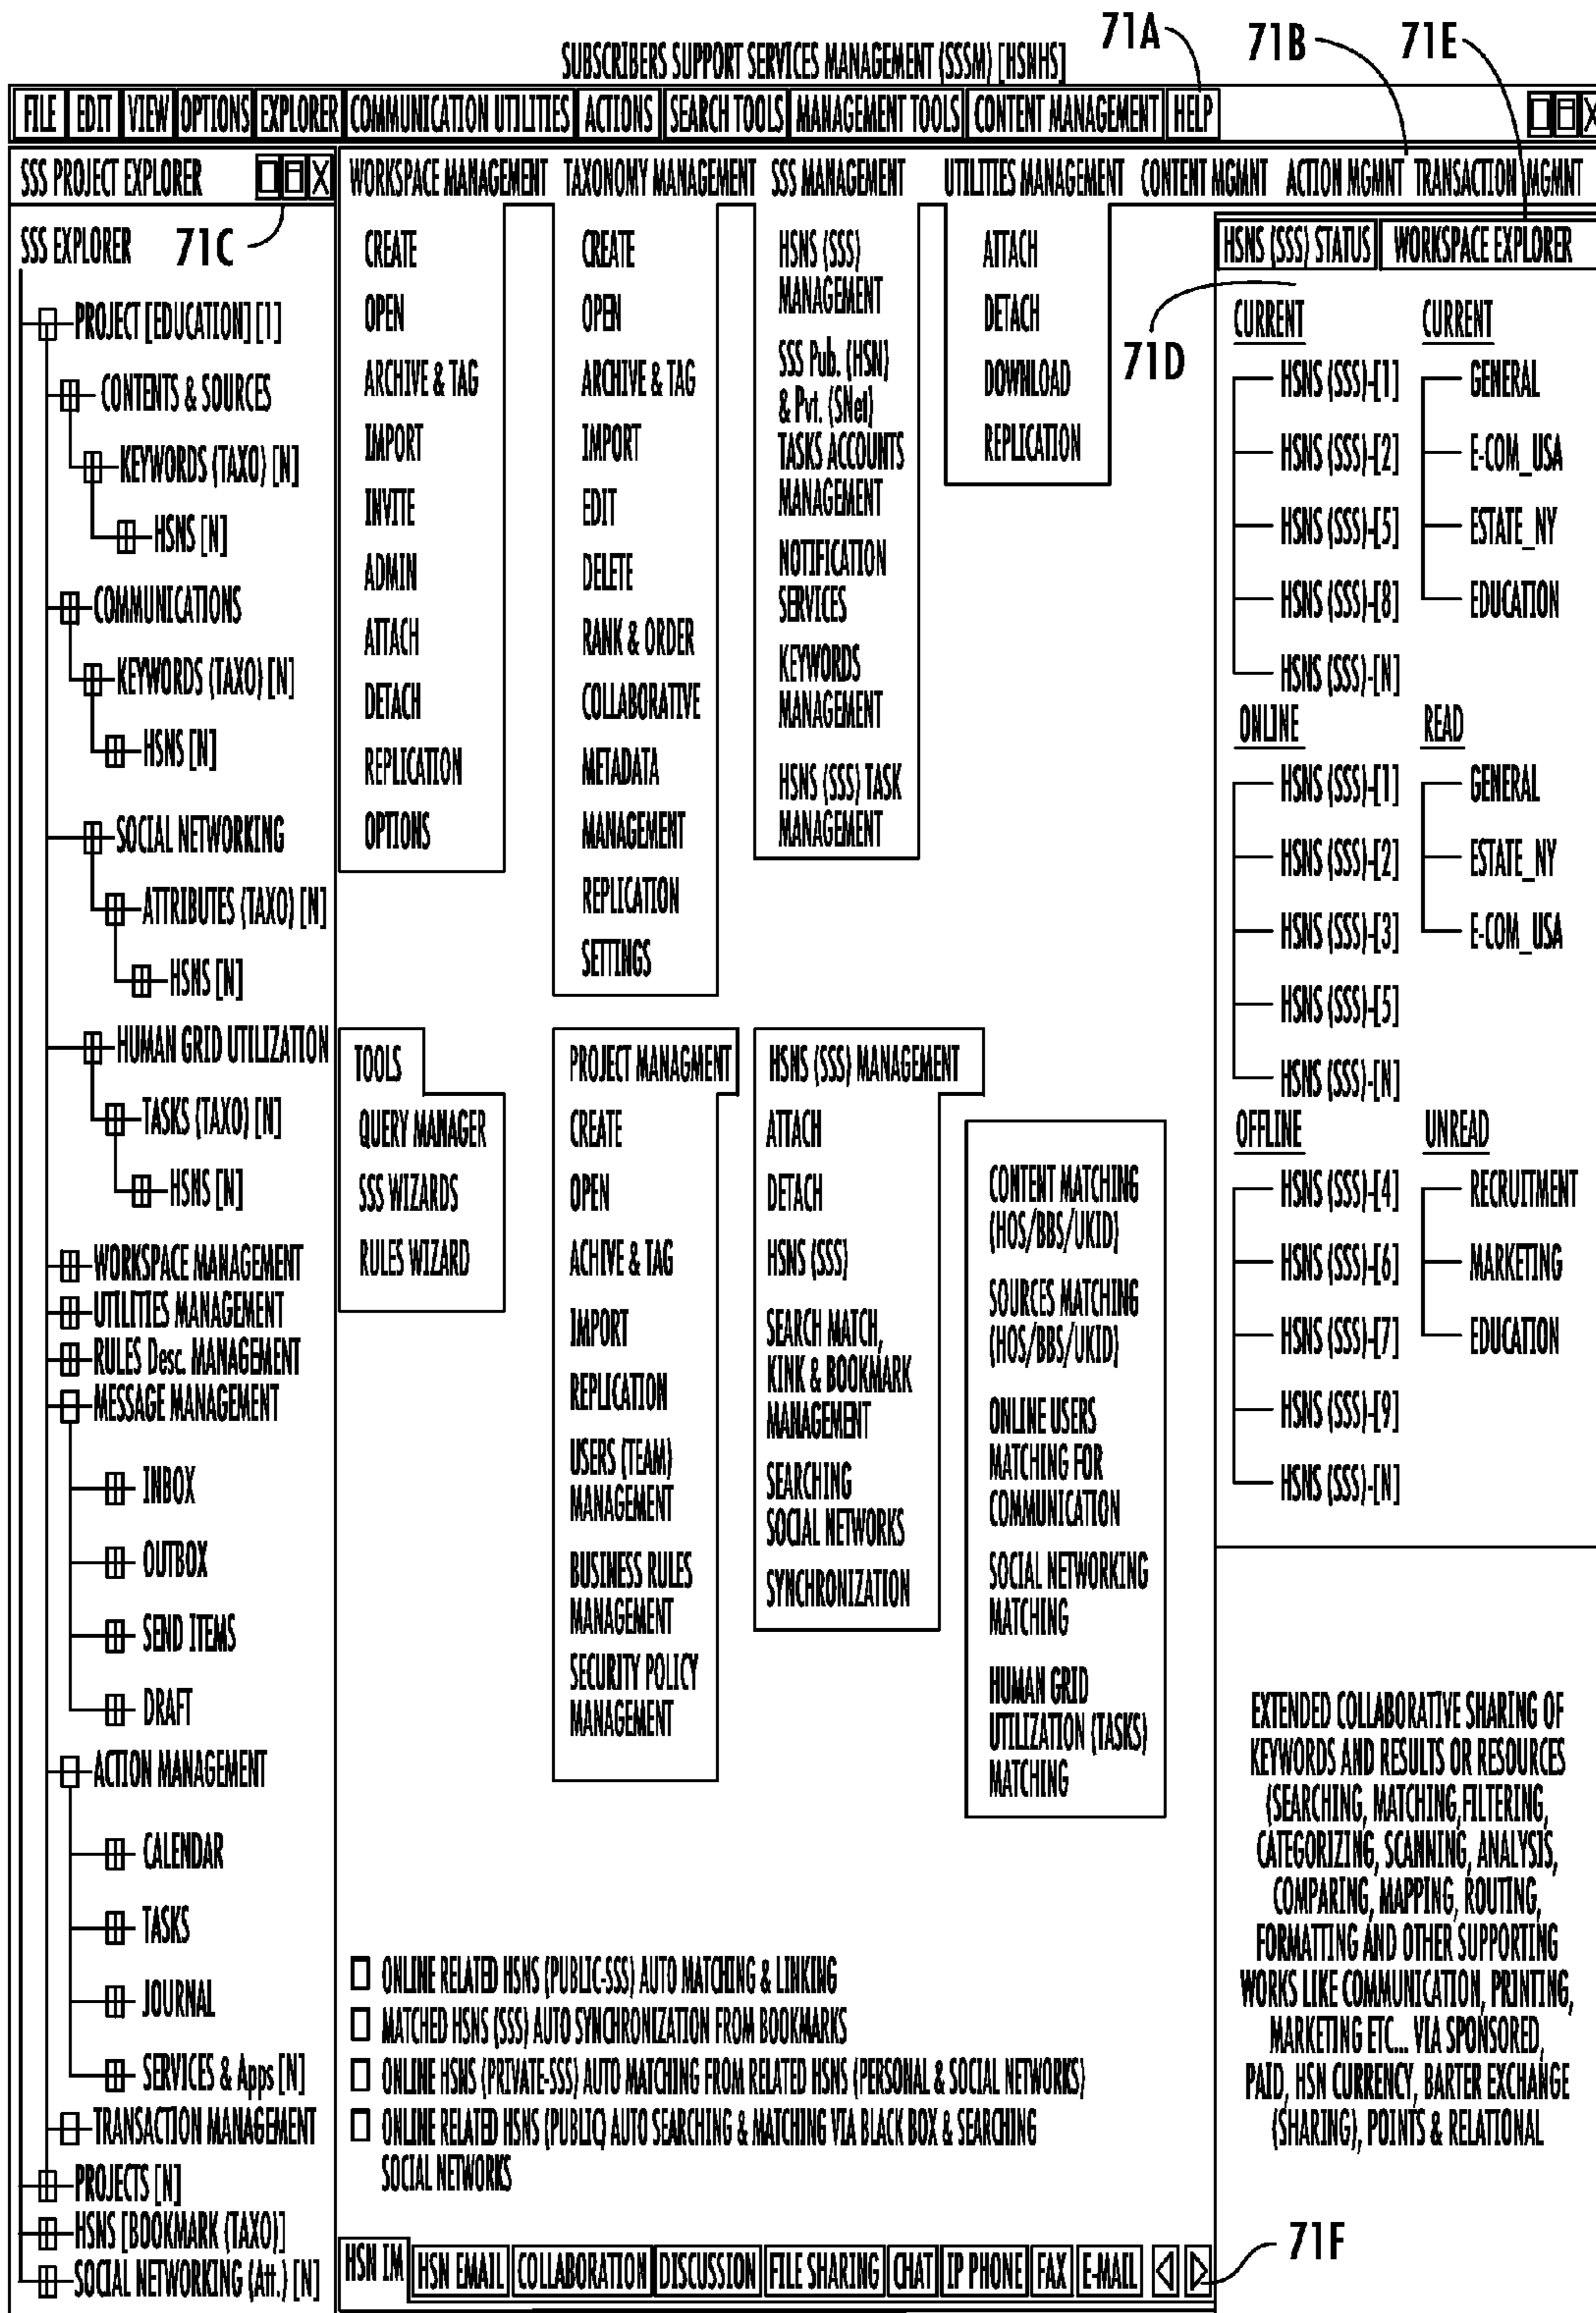 71A
71B
71E
SUBSCRIBERS SUPPORT SERVICES MANAGEMENT (SSSM) [HSNHS]
FILE EDIT VIEW OPTIONS EXPLORER COMMUNICATION UTILITIES ACTIONS SEARCH TOOLS MANAGEMENT TOOLS CONTENT MANAGEMENT HELP
SSS PROJECT EXPLORER
71C
SSS EXPLORER
PROJECT [EDUCATION] [1]
CONTENTS & SOURCES
KEYWORDS (TAXO) [N]
HSNS [N]
COMMUNICATIONS
KEYWORDS (TAXO) [N]
HSNS [N]
SOCIAL NETWORKING
ATTRIBUTES (TAXO) [N]
HSNS [N]
HUMAN GRID UTILIZATION
TASKS (TAXO) [N]
HSNS [N]
WORKSPACE MANAGEMENT
UTILITIES MANAGEMENT
RULES Desc. MANAGEMENT
MESSAGE MANAGEMENT
INBOX
OUTBOX
SEND ITEMS
DRAFT
ACTION MANAGEMENT
CALENDAR
TASKS
JOURNAL
SERVICES & Apps [N]
TRANSACTION MANAGEMENT
PROJECTS [N]
HSNS [BOOKMARK (TAXO)]
SOCIAL NETWORKING (Att.) [N]
WORKSPACE MANAGEMENT TAXONOMY MANAGEMENT SSS MANAGEMENT UTILITIES MANAGEMENT CONTENT MGMNT ACTION MGMNT TRANSACTION MGMNT
CREATE
OPEN
ARCHIVE & TAG
IMPORT
INVITE
ADMIN
ATTACH
DETACH
REPLICATION
OPTIONS
CREATE
OPEN
ARCHIVE & TAG
IMPORT
EDIT
DELETE
RANK & ORDER
COLLABORATIVE
METADATA
MANAGEMENT
REPLICATION
SETTINGS
HSNS (SSS)
MANAGEMENT
SSS Pub. (HSN)
& Pvt. (SNet)
TASKS ACCOUNTS
MANAGEMENT
NOTIFICATION
SERVICES
KEYWORDS
MANAGEMENT
HSNS (SSS) TASK
MANAGEMENT
ATTACH
DETACH
DOWNLOAD
REPLICATION
71D
TOOLS
QUERY MANAGER
SSS WIZARDS
RULES WIZARD
PROJECT MANAGMENT
CREATE
OPEN
ACHIVE & TAG
IMPORT
REPLICATION
USERS (TEAM)
MANAGEMENT
BUSINESS RULES
MANAGEMENT
SECURITY POLICY
MANAGEMENT
HSNS (SSS) MANAGEMENT
ATTACH
DETACH
HSNS (SSS)
SEARCH MATCH,
KINK & BOOKMARK
MANAGEMENT
SEARCHING
SOCIAL NETWORKS
SYNCHRONIZATION
CONTENT MATCHING
(HOS/BBS/UKID)
SOURCES MATCHING
(HOS/BBS/UKID)
ONLINE USERS
MATCHING FOR
COMMUNICATION
SOCIAL NETWORKING
MATCHING
HUMAN GRID
UTILIZATION (TASKS)
MATCHING
ONLINE RELATED HSNS (PUBLIC-SSS) AUTO MATCHING & LINKING
MATCHED HSNS (SSS) AUTO SYNCHRONIZATION FROM BOOKMARKS
ONLINE HSNS (PRIVATE-SSS) AUTO MATCHING FROM RELATED HSNS (PERSONAL & SOCIAL NETWORKS)
ONLINE RELATED HSNS (PUBLIC) AUTO SEARCHING & MATCHING VIA BLACK BOX & SEARCHING
SOCIAL NETWORKS
HSN IM HSN EMAIL COLLABORATION DISCUSSION FILE SHARING CHAT IP PHONE FAX E-MAIL
71F
HSNS (SSS) STATUS WORKSPACE EXPLORER
CURRENT
HSNS (SSS)-[1]
HSNS (SSS)-[2]
HSNS (SSS)-[5]
HSNS (SSS)-[8]
HSNS (SSS)-[N]
ONLINE
HSNS (SSS)-[1]
HSNS (SSS)-[2]
HSNS (SSS)-[3]
HSNS (SSS)-[5]
HSNS (SSS)-[N]
OFFLINE
HSNS (SSS)-[4]
HSNS (SSS)-[6]
HSNS (SSS)-[7]
HSNS (SSS)-[9]
HSNS (SSS)-[N]
CURRENT
GENERAL
E-COM_USA
ESTATE_NY
EDUCATION
READ
GENERAL
ESTATE_NY
E-COM_USA
UNREAD
RECRUITMENT
MARKETING
EDUCATION
EXTENDED COLLABORATIVE SHARING OF
KEYWORDS AND RESULTS OR RESOURCES
(SEARCHING, MATCHING,FILTERING,
CATEGORIZING, SCANNING, ANALYSIS,
COMPARING, MAPPING, ROUTING,
FORMATTING AND OTHER SUPPORTING
WORKS LIKE COMMUNICATION, PRINTING,
MARKETING ETC... VIA SPONSORED,
PAID, HSN CURRENCY, BARTER EXCHANGE
(SHARING), POINTS & RELATIONAL